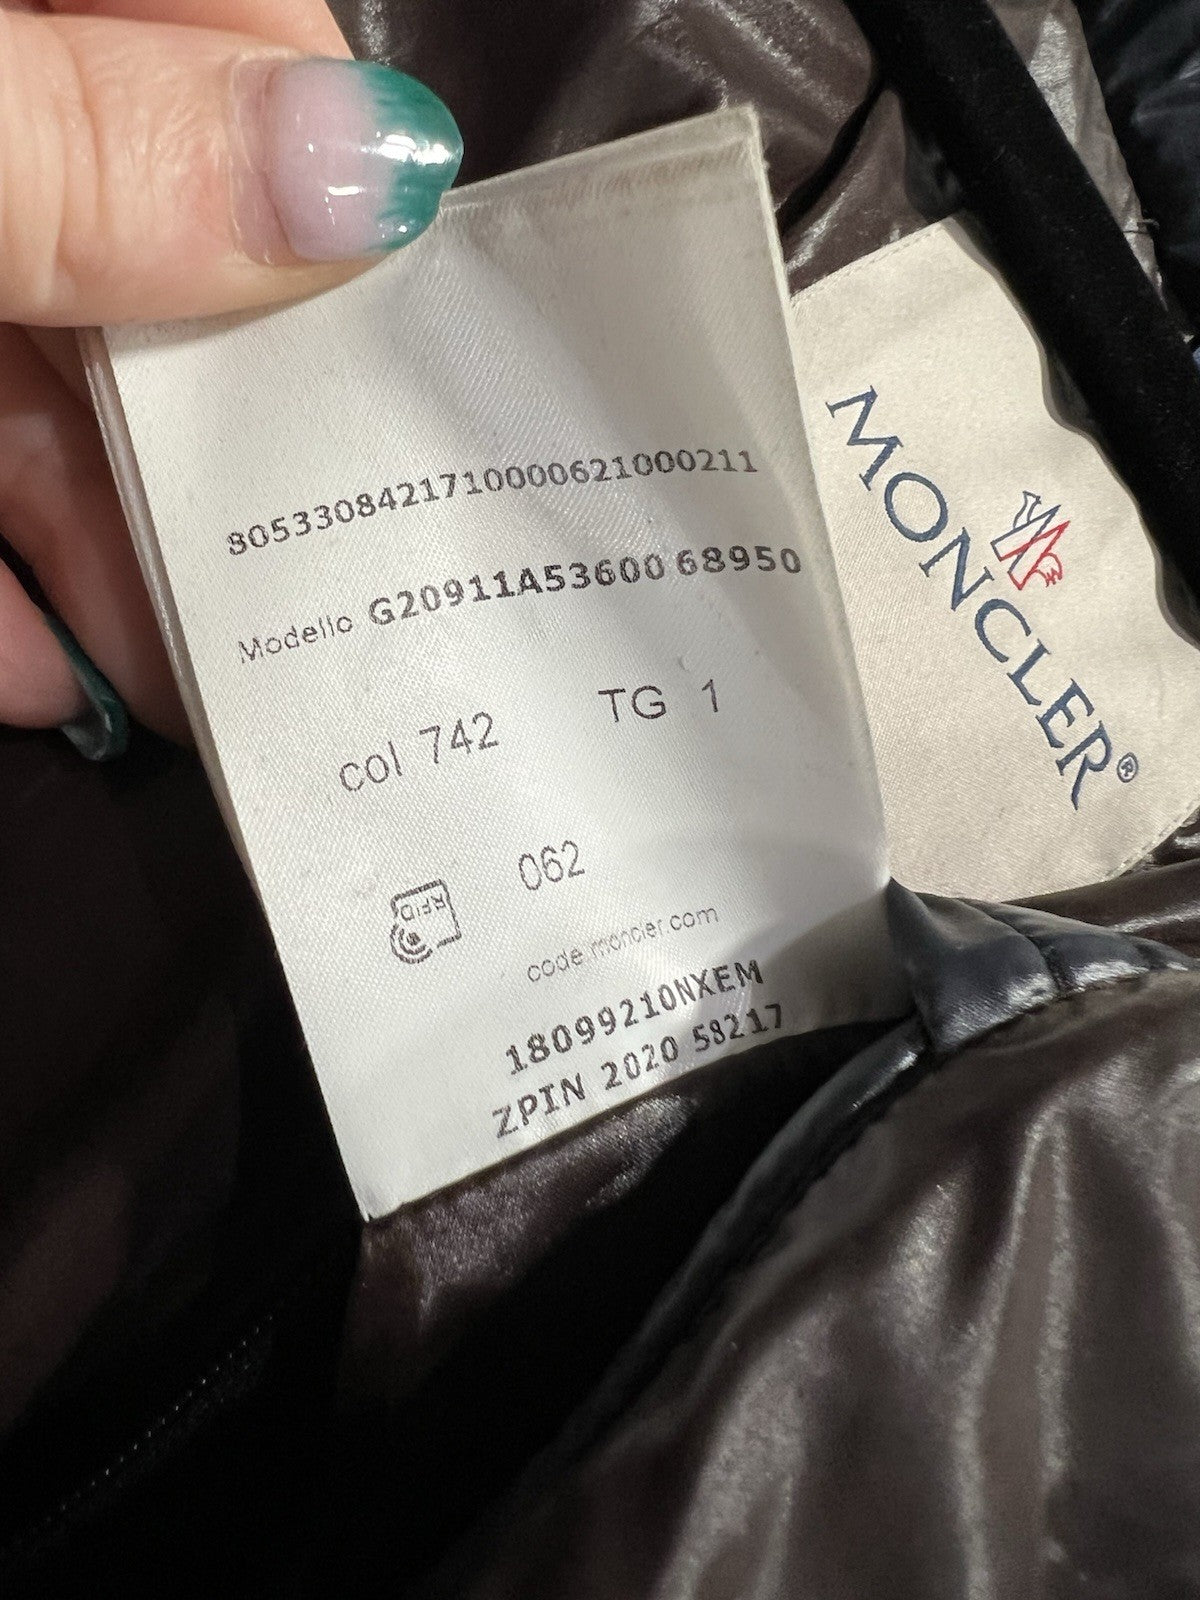 8053308421710000621000211
Modello G20911A53600 68950
col 742 TG 1
RFID
062
code.moncler.com
18099210NXEM
ZPIN 2020 58217
MONCLER®